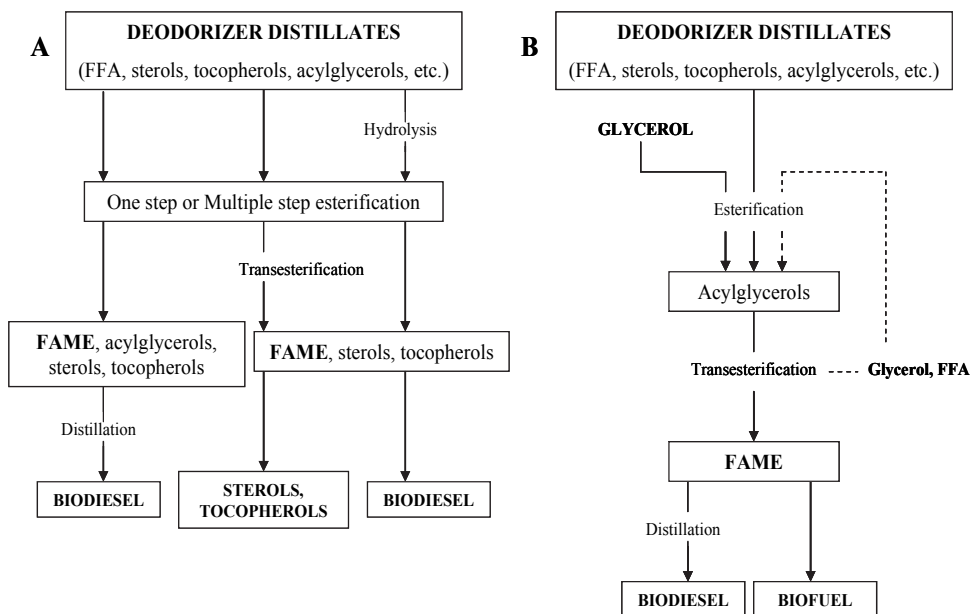 A
DEODORIZER DISTILLATES
(FFA, sterols, tocopherols, acylglycerols, etc.)
Hydrolysis
One step or Multiple step esterification
Transesterification
FAME, acylglycerols,
sterols, tocopherols
FAME, sterols, tocopherols
Distillation
BIODIESEL
STEROLS,
TOCOPHEROLS
BIODIESEL
B
DEODORIZER DISTILLATES
(FFA, sterols, tocopherols, acylglycerols, etc.)
GLYCEROL
Esterification
Acylglycerols
Transesterification
Glycerol, FFA
FAME
Distillation
BIODIESEL
BIOFUEL